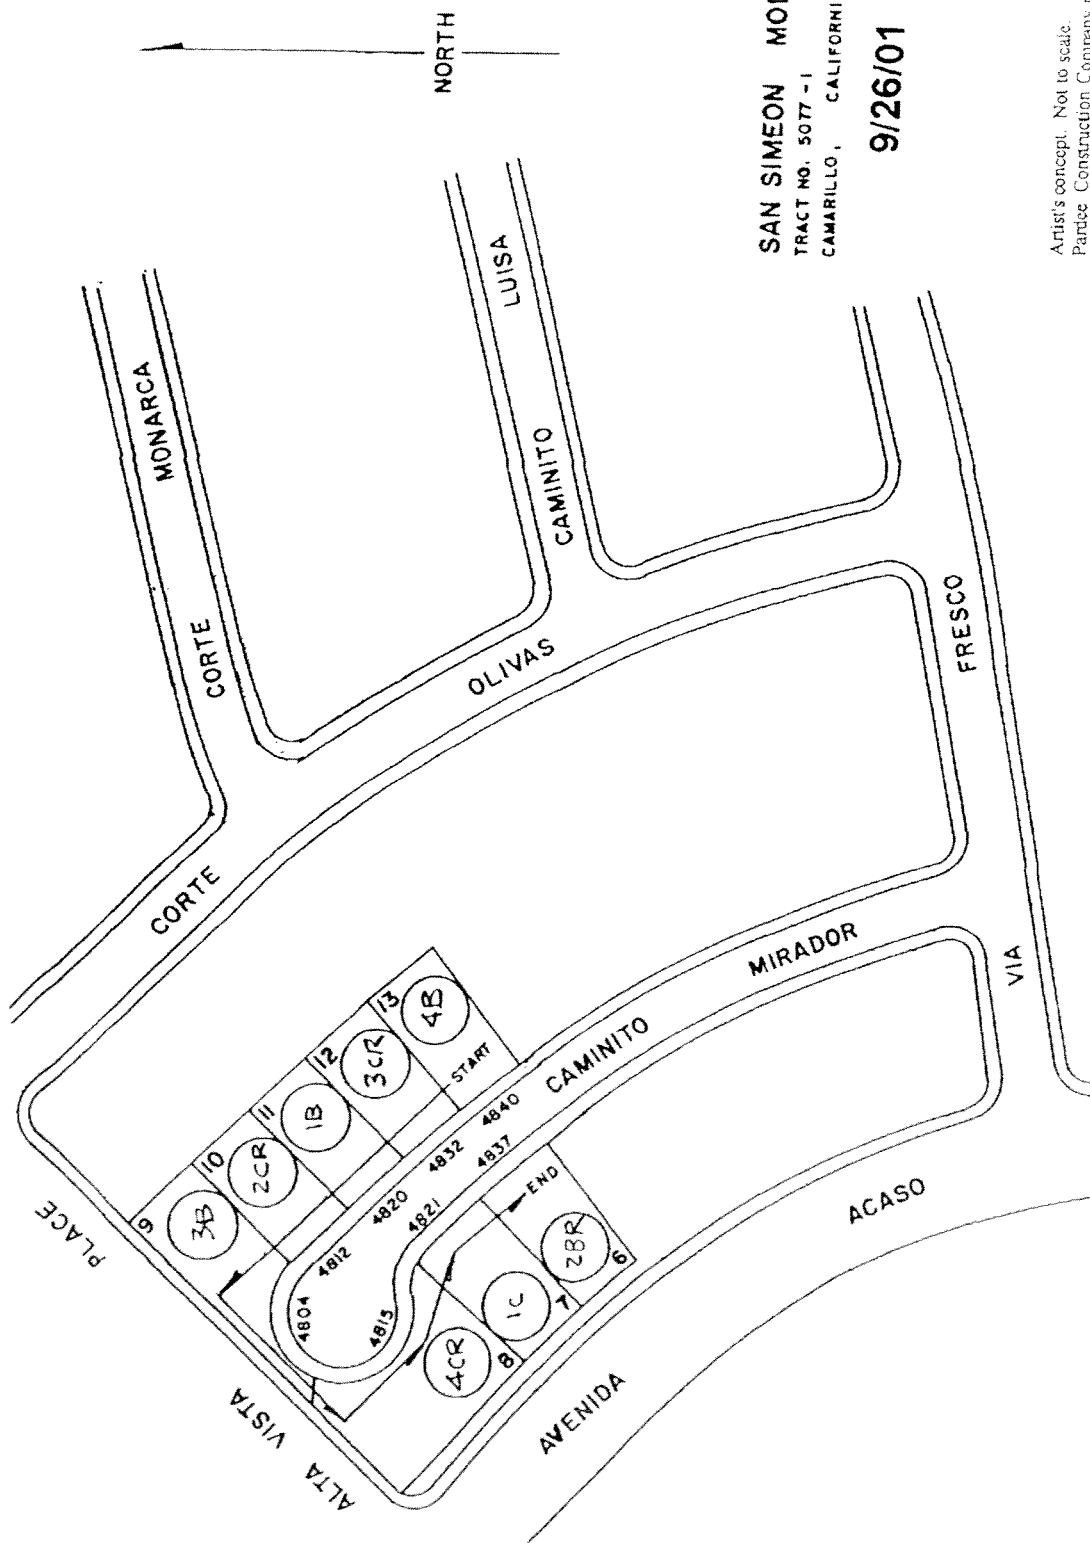 NORTH
SAN SIMEON
TRACT NO. 5077 - 1
CAMARILLO,
9/26/01
Artist's concept. Not to scale.
Pardee Construction Company
MONARCA
CORTE
LUISA
CAMINITO
OLIVAS
CORTE
FRESCO
VIA
MIRADOR
CAMINITO
ACASO
AVENIDA
PLACE
VISTA
ALTA
9
3B
10
2CR
11
1B
12
3CR
13
4B
START
4804
4812
4820
4832
4840
4815
4821
4837
END
4CR
8
1C
7
2BR
6